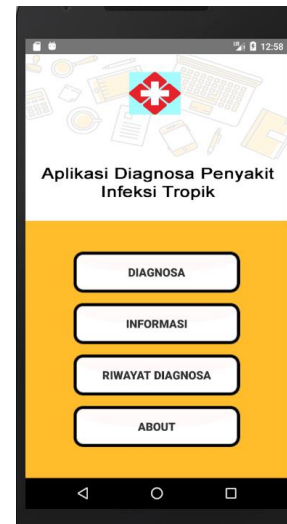 12:58
Aplikasi Diagnosa Penyakit
Infeksi Tropik
DIAGNOSA
INFORMASI
RIWAYAT DIAGNOSA
ABOUT